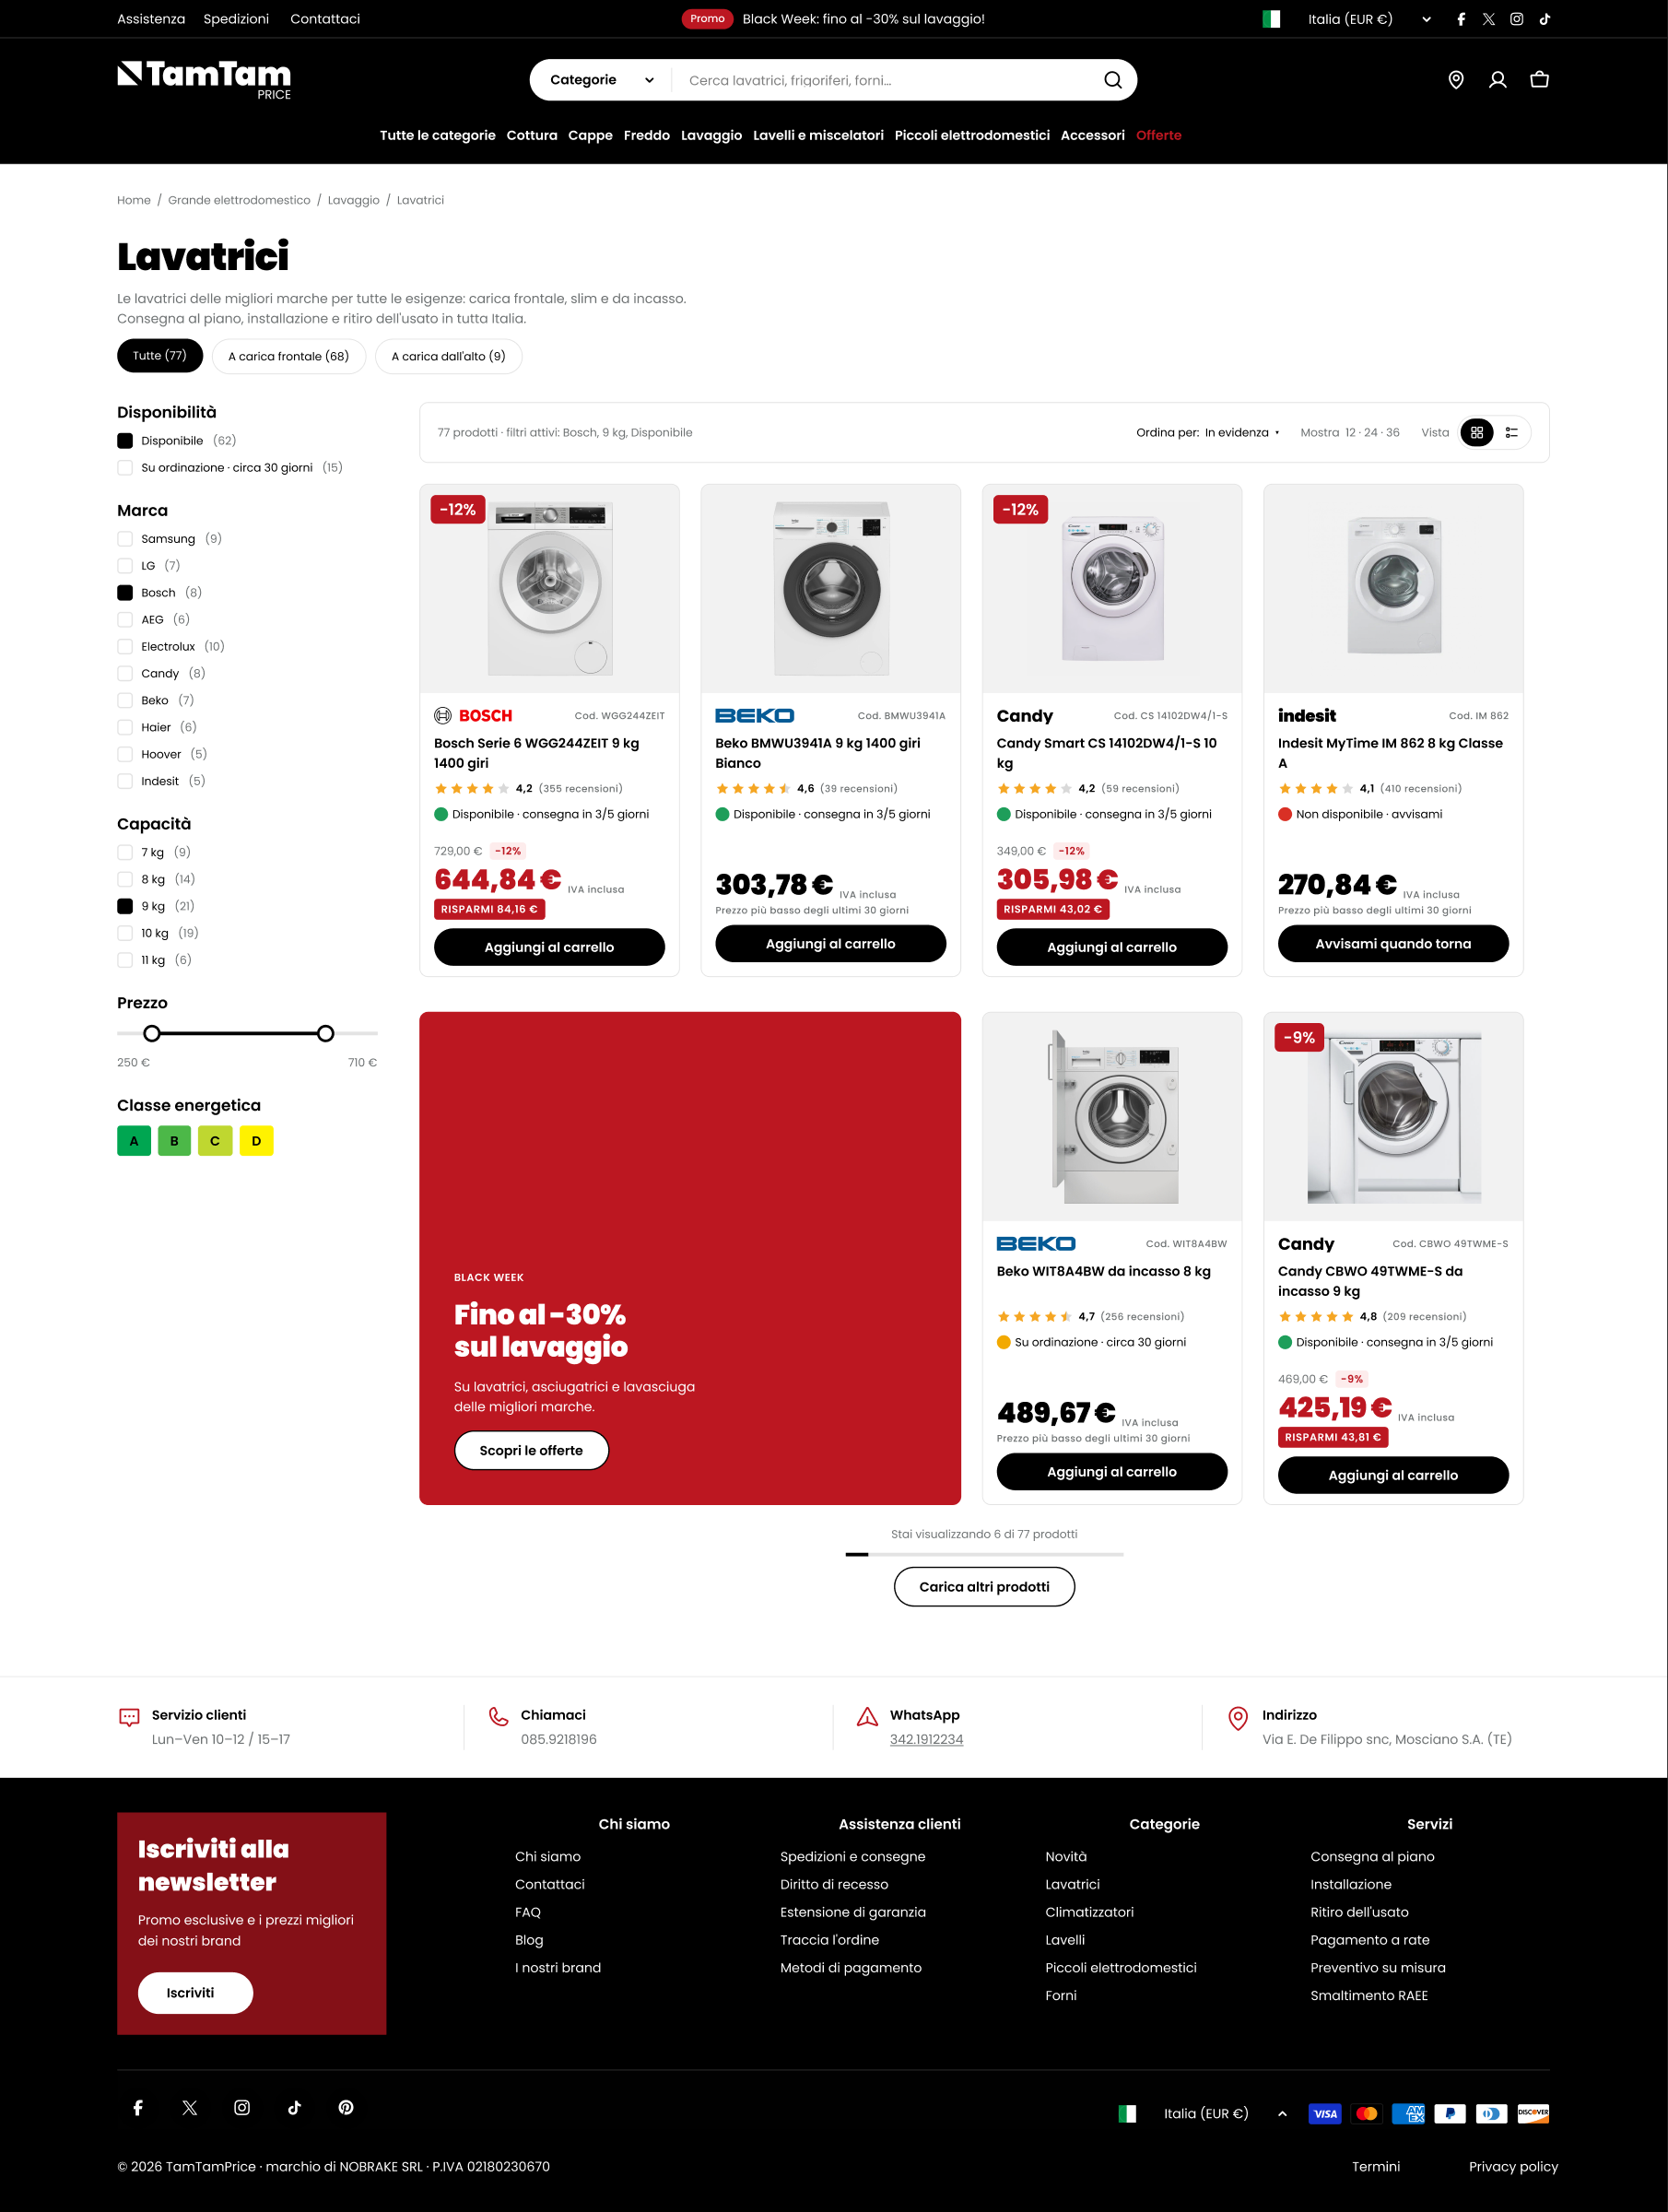 Assistenza Spedizioni Contattaci
Promo Black Week: fino al -30% sul lavaggio!
Italia (EUR €)
TamTam
PRICE
Categorie
Cerca lavatrici, frigoriferi, forni...
Tutte le categorie Cottura Cappe Freddo Lavaggio Lavelli e miscelatori Piccoli elettrodomestici Accessori Offerte
Home / Grande elettrodomestico / Lavaggio / Lavatrici
Lavatrici
Le lavatrici delle migliori marche per tutte le esigenze: carica frontale, slim e da incasso.
Consegna al piano, installazione e ritiro dell'usato in tutta Italia.
Tutte (77) A carica frontale (68) A carica dall'alto (9)
Disponibilità
Disponibile (62)
Su ordinazione · circa 30 giorni (15)
Marca
Samsung (9)
LG (7)
Bosch (8)
AEG (6)
Electrolux (10)
Candy (8)
Beko (7)
Haier (6)
Hoover (5)
Indesit (5)
Capacità
7 kg (9)
8 kg (14)
9 kg (21)
10 kg (19)
11 kg (6)
Prezzo
250 € 710 €
Classe energetica
A B C D
77 prodotti · filtri attivi: Bosch, 9 kg, Disponibile
Ordina per: In evidenza
Mostra 12 · 24 · 36
Vista
-12%
BOSCH
Cod. WGG244ZEIT
Bosch Serie 6 WGG244ZEIT 9 kg
1400 giri
4,2 (355 recensioni)
Disponibile · consegna in 3/5 giorni
729,00 € -12%
644,84 € IVA inclusa
RISPARMI 84,16 €
Aggiungi al carrello
BEKO
Cod. BMWU3941A
Beko BMWU3941A 9 kg 1400 giri
Bianco
4,6 (39 recensioni)
Disponibile · consegna in 3/5 giorni
303,78 € IVA inclusa
Prezzo più basso degli ultimi 30 giorni
Aggiungi al carrello
-12%
Candy
Cod. CS 14102DW4/1-S
Candy Smart CS 14102DW4/1-S 10
kg
4,2 (59 recensioni)
Disponibile · consegna in 3/5 giorni
349,00 € -12%
305,98 € IVA inclusa
RISPARMI 43,02 €
Aggiungi al carrello
indesit
Cod. IM 862
Indesit MyTime IM 862 8 kg Classe
A
4,1 (410 recensioni)
Non disponibile · avvisami
270,84 € IVA inclusa
Prezzo più basso degli ultimi 30 giorni
Avvisami quando torna
BLACK WEEK
Fino al -30%
sul lavaggio
Su lavatrici, asciugatrici e lavasciuga
delle migliori marche.
Scopri le offerte
BEKO
Cod. WIT8A4BW
Beko WIT8A4BW da incasso 8 kg
4,7 (256 recensioni)
Su ordinazione · circa 30 giorni
489,67 € IVA inclusa
Prezzo più basso degli ultimi 30 giorni
Aggiungi al carrello
-9%
Candy
Cod. CBWO 49TWME-S
Candy CBWO 49TWME-S da
incasso 9 kg
4,8 (209 recensioni)
Disponibile · consegna in 3/5 giorni
469,00 € -9%
425,19 € IVA inclusa
RISPARMI 43,81 €
Aggiungi al carrello
Stai visualizzando 6 di 77 prodotti
Carica altri prodotti
Servizio clienti
Lun–Ven 10–12 / 15–17
Chiamaci
085.9218196
WhatsApp
342.1912234
Indirizzo
Via E. De Filippo snc, Mosciano S.A. (TE)
Iscriviti alla
newsletter
Promo esclusive e i prezzi migliori
dei nostri brand
Iscriviti
Chi siamo
Chi siamo
Contattaci
FAQ
Blog
I nostri brand
Assistenza clienti
Spedizioni e consegne
Diritto di recesso
Estensione di garanzia
Traccia l'ordine
Metodi di pagamento
Categorie
Novità
Lavatrici
Climatizzatori
Lavelli
Piccoli elettrodomestici
Forni
Servizi
Consegna al piano
Installazione
Ritiro dell'usato
Pagamento a rate
Preventivo su misura
Smaltimento RAEE
Italia (EUR €)
VISA
AMEX
DISCOVER
© 2026 TamTamPrice · marchio di NOBRAKE SRL · P.IVA 02180230670
Termini Privacy policy